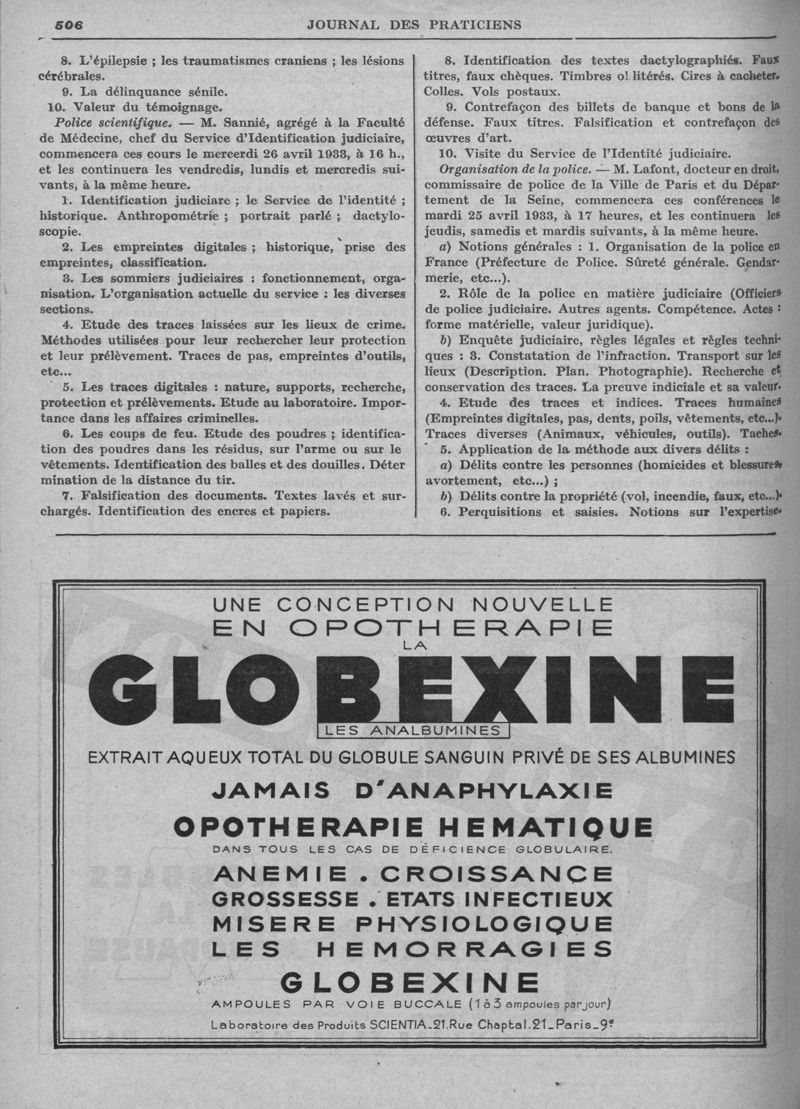 506
JOURNAL DES PRATICIENS
8. L'épilepsie ; les traumatismes craniens ; les lésions
cérébrales.
9. La délinquance sénile.
10. Valeur du témoignage.
Police scientifique. — M. Sannié, agrégé à la Faculté
de Médecine, chef du Service d'Identification judiciaire,
commencera ces cours le mercerdi 26 avril 1933, à 16 h.,
et les continuera les vendredis, lundis et mercredis sui-
vants, à la même heure.
1. Identification judiciare ; le Service de l'identité ;
historique. Anthropométrie ; portrait parlé ; dactylo-
scopie.
2. Les empreintes digitales ; historique, prise des
empreintes, classification.
3. Les sommiers judiciaires : fonctionnement, orga-
nisation. L'organisation actuelle du service : les diverses
sections.
4. Etude des traces laissées sur les lieux de crime.
Méthodes utilisées pour leur rechercher leur protection
et leur prélèvement. Traces de pas, empreintes d'outils,
etc...
5. Les traces digitales : nature, supports, recherche,
protection et prélèvements. Etude au laboratoire. Impor-
tance dans les affaires criminelles.
6. Les coups de feu. Etude des poudres ; identifica-
tion des poudres dans les résidus, sur l'arme ou sur le
vêtements. Identification des balles et des douilles. Déter
mination de la distance du tir.
7. Falsification des documents. Textes lavés et sur-
chargés. Identification des encres et papiers.
8. Identification des textes dactylographiés. Faux
titres, faux chèques. Timbres o! litérés. Cires à cacheter.
Colles. Vols postaux.
9. Contrefaçon des billets de banque et bons de la
défense. Faux titres. Falsification et contrefaçon des
œuvres d'art.
10. Visite du Service de l'Identité judiciaire.
Organisation de la police. — M. Lafont, docteur en droit,
commissaire de police de la Ville de Paris et du Dépar-
tement de la Seine, commencera ces conférences le
mardi 25 avril 1933, à 17 heures, et les continuera les
jeudis, samedis et mardis suivants, à la même heure.
a) Notions générales : 1. Organisation de la police en
France (Préfecture de Police. Sûreté générale. Gendar-
merie, etc...).
2. Rôle de la police en matière judiciaire (Officiers
de police judiciaire. Autres agents. Compétence. Actes :
forme matérielle, valeur juridique).
b) Enquête judiciaire, règles légales et règles techni-
ques : 3. Constatation de l'infraction. Transport sur les
lieux (Description. Plan. Photographie). Recherche et
conservation des traces. La preuve indiciale et sa valeur.
4. Etude des traces et indices. Traces humaines
(Empreintes digitales, pas, dents, poils, vêtements, etc...).
Traces diverses (Animaux, véhicules, outils). Taches.
5. Application de la méthode aux divers délits :
a) Délits contre les personnes (homicides et blessures,
avortement, etc...) ;
b) Délits contre la propriété (vol, incendie, faux, etc...).
6. Perquisitions et saisies. Notions sur l'expertise.
UNE CONCEPTION NOUVELLE
EN OPOTHERAPIE
LA
GLOBEXINE
LES ANALBUMINES
EXTRAIT AQUEUX TOTAL DU GLOBULE SANGUIN PRIVÉ DE SES ALBUMINES
JAMAIS D'ANAPHYLAXIE
OPOTHERAPIE HEMATIQUE
DANS TOUS LES CAS DE DÉFICIENCE GLOBULAIRE.
ANEMIE . CROISSANCE
GROSSESSE . ETATS INFECTIEUX
MISERE PHYSIOLOGIQUE
LES HEMORRAGIES
GLOBEXINE
AMPOULES PAR VOIE BUCCALE (1 à 3 ampoules par jour)
Laboratoire des Produits SCIENTIA_21.Rue Chaptal.21_Paris_9e